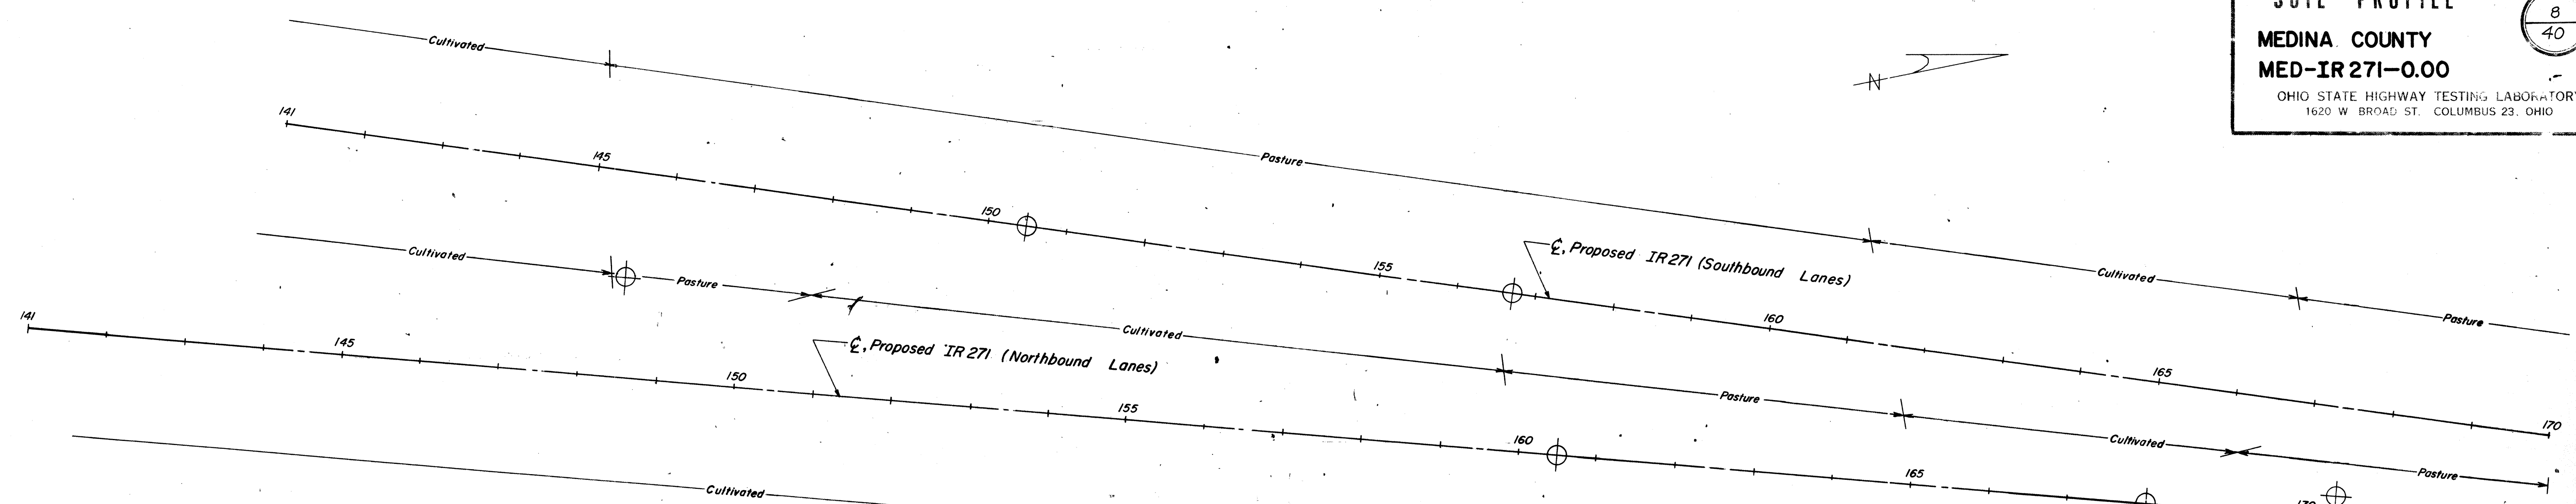 SOIL PROFILE
8
40
MEDINA COUNTY
MED-IR 271-0.00
OHIO STATE HIGHWAY TESTING LABORATORY
1620 W BROAD ST. COLUMBUS 23, OHIO
N
Cultivated
Pasture
Cultivated
Pasture
141
145
150
155
160
165
170
℄, Proposed IR 271 (Southbound Lanes)
Cultivated
Pasture
Cultivated
Pasture
Cultivated
Pasture
141
145
150
155
160
165
170
℄, Proposed IR 271 (Northbound Lanes)
Cultivated